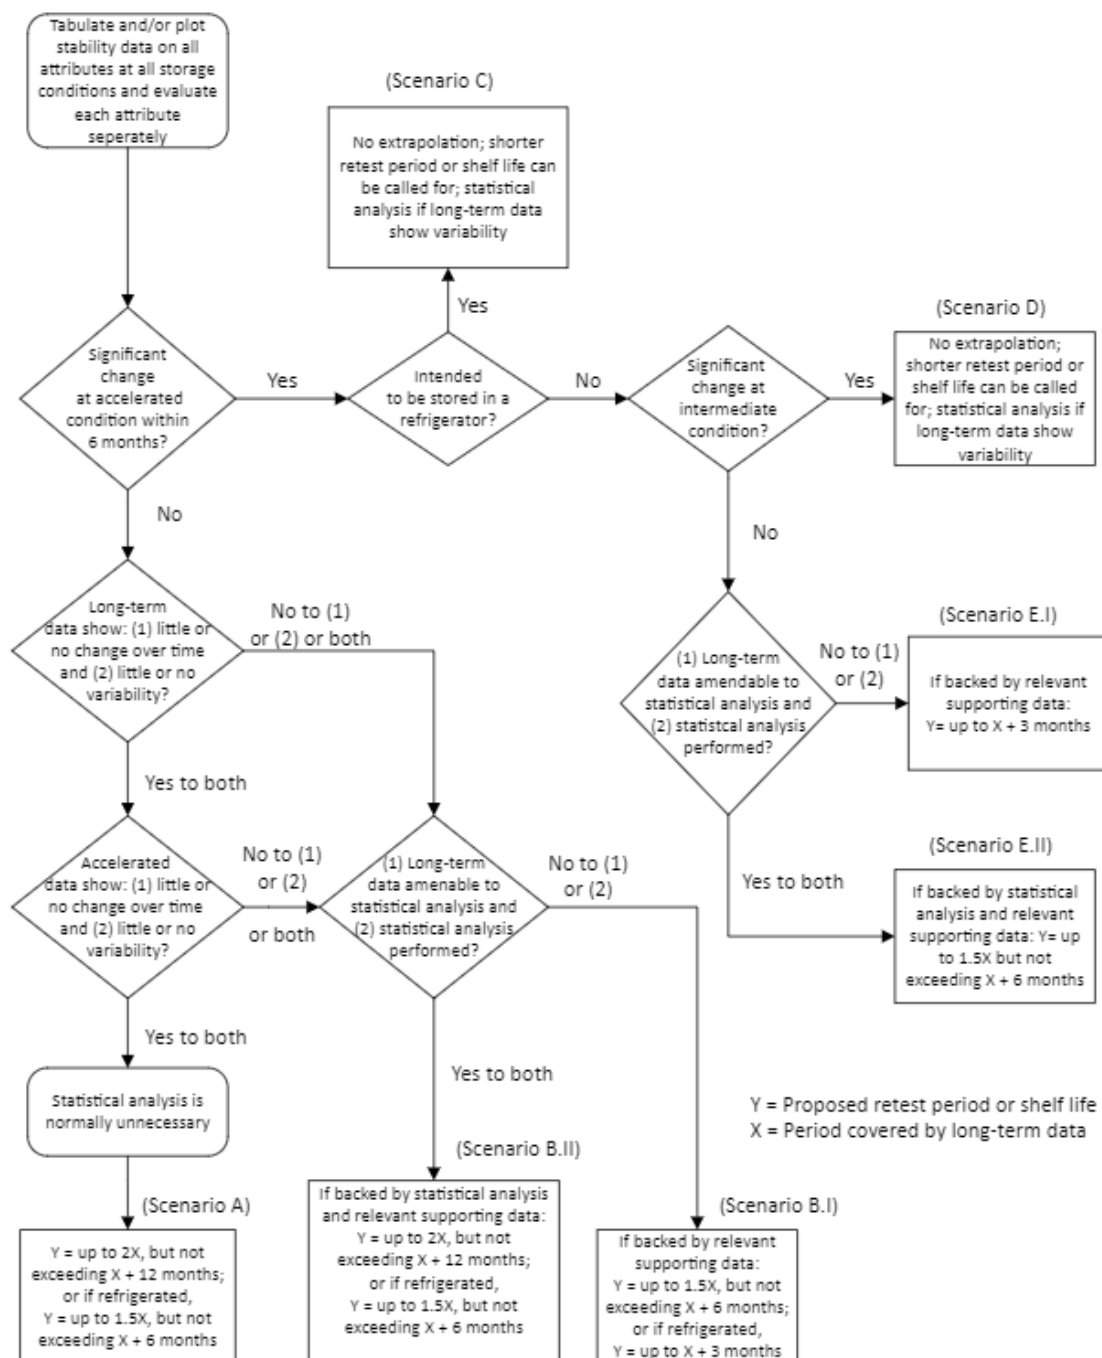 Tabulate and/or plot
stability data on all
attributes at all storage
conditions and evaluate
each attribute
seperately
(Scenario C)
No extrapolation; shorter
retest period or shelf life can
be called for; statistical
analysis if long-term data
show variability
Yes
Significant
change
at accelerated
condition within
6 months?
Yes
Intended
to be stored in a
refrigerator?
No
Significant
change at
intermediate
condition?
Yes
(Scenario D)
No extrapolation;
shorter retest period or
shelf life can be called
for; statistical analysis if
long-term data show
variability
No
No
Long-term
data show: (1) little or
no change over time
and (2) little or no
variability?
No to (1)
or (2) or both
(1) Long-term
data amendable to
statistical analysis and
(2) statistcal analysis
performed?
No to (1)
or (2)
(Scenario E.I)
If backed by relevant
supporting data:
Y= up to X + 3 months
Yes to both
Accelerated
data show: (1) little or
no change over time
and (2) little or no
variability?
No to (1)
or (2)
or both
(1) Long-term
data amenable to
statistical analysis and
(2) statistical analysis
performed?
No to (1)
or (2)
Yes to both
(Scenario E.II)
If backed by statistical
analysis and relevant
supporting data: Y= up
to 1.5X but not
exceeding X + 6 months
Yes to both
Statistical analysis is
normally unnecessary
Yes to both
Y = Proposed retest period or shelf life
X = Period covered by long-term data
(Scenario A)
Y = up to 2X, but not
exceeding X + 12 months;
or if refrigerated,
Y = up to 1.5X, but not
exceeding X + 6 months
(Scenario B.II)
If backed by statistical analysis
and relevant supporting data:
Y = up to 2X, but not
exceeding X + 12 months;
or if refrigerated,
Y = up to 1.5X, but not
exceeding X + 6 months
(Scenario B.I)
If backed by relevant
supporting data:
Y = up to 1.5X, but not
exceeding X + 6 months;
or if refrigerated,
Y = up to X + 3 months